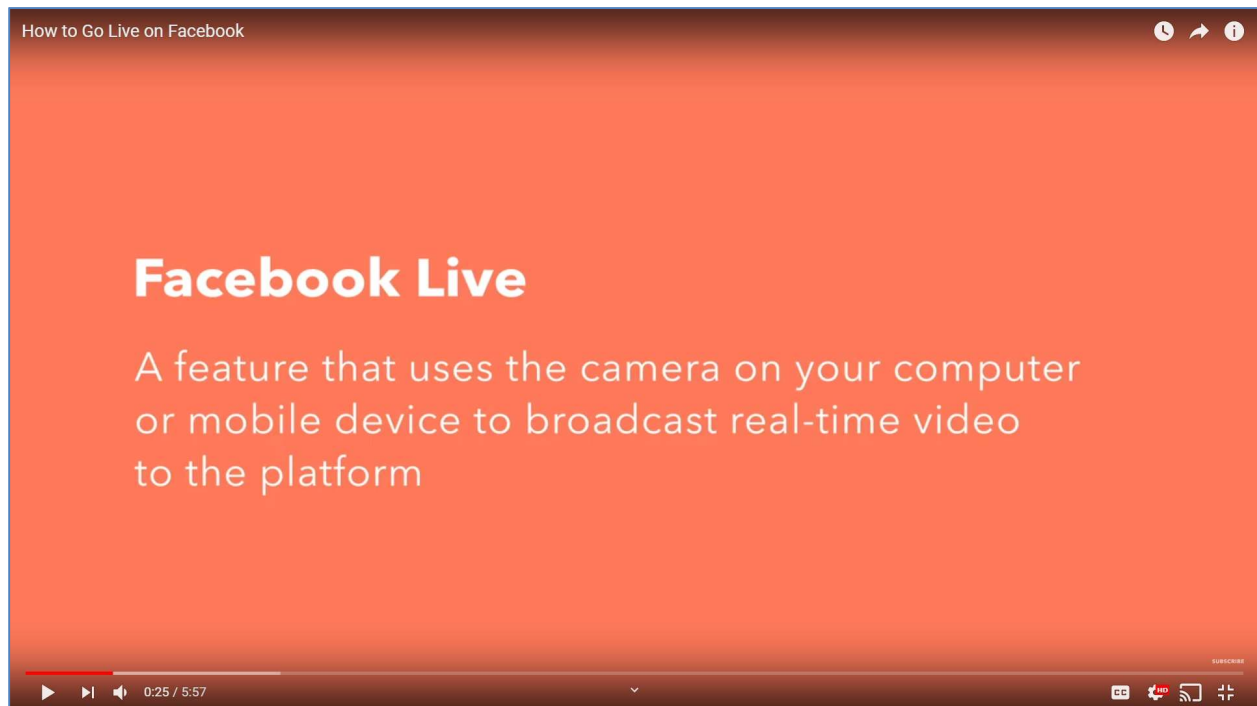 How to Go Live on Facebook
Facebook Live
A feature that uses the camera on your computer
or mobile device to broadcast real-time video
to the platform
SUBSCRIBE
0:25 / 5:57
CC
HD